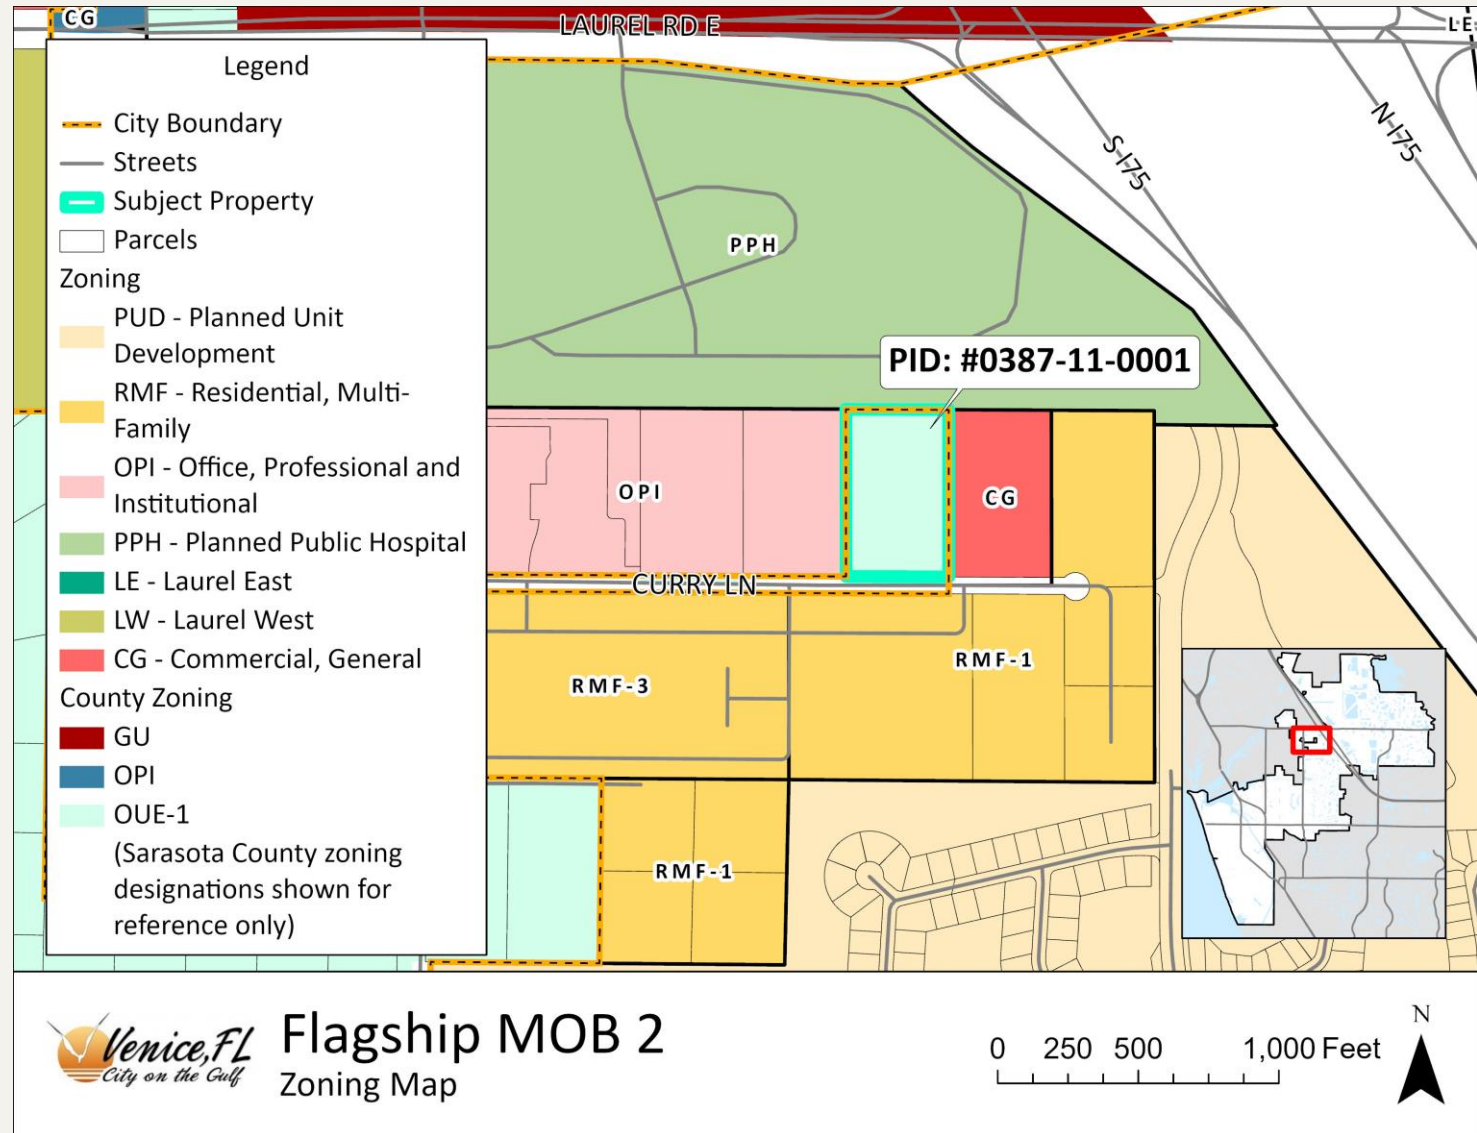 CG
LAUREL RD E
LE
Legend
City Boundary
Streets
Subject Property
Parcels
Zoning
PUD - Planned Unit
Development
RMF - Residential, Multi-
Family
OPI - Office, Professional and
Institutional
PPH - Planned Public Hospital
LE - Laurel East
LW - Laurel West
CG - Commercial, General
County Zoning
GU
OPI
OUE-1
(Sarasota County zoning
designations shown for
reference only)
S-I75
N-I75
PPH
PID: #0387-11-0001
OPI
CG
CURRY LN
RMF-3
RMF-1
RMF-1
Venice, FL
City on the Gulf
Flagship MOB 2
Zoning Map
0 250 500 1,000 Feet
N